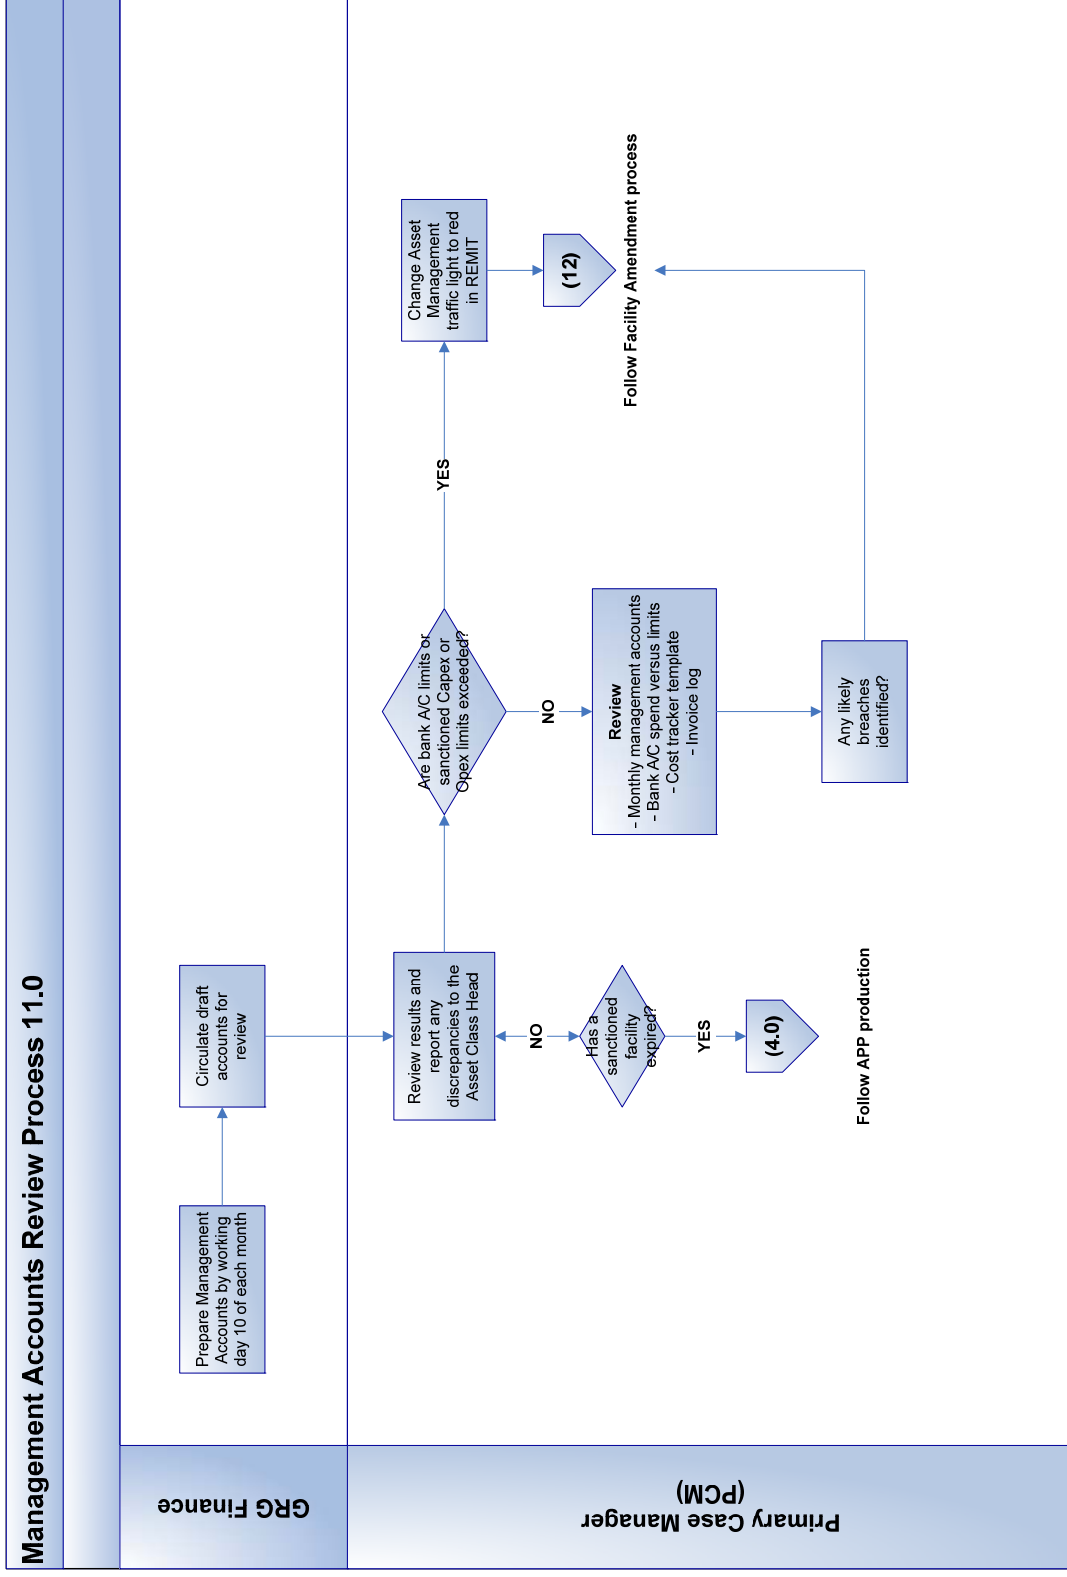 Management Accounts Review Process 11.0
GRG Finance
Prepare Management
Accounts by working
day 10 of each month
Circulate draft
accounts for
review
Primary Case Manager
(PCM)
Review results and
report any
discrepancies to the
Asset Class Head
NO
Has a
sanctioned
facility
expired?
YES
(4.0)
Follow APP production
Are bank A/C limits or
sanctioned Capex or
Opex limits exceeded?
YES
Change Asset
Management
traffic light to red
in REMIT
(12)
Follow Facility Amendment process
NO
Review
- Monthly management accounts
- Bank A/C spend versus limits
- Cost tracker template
- Invoice log
Any likely
breaches
identified?